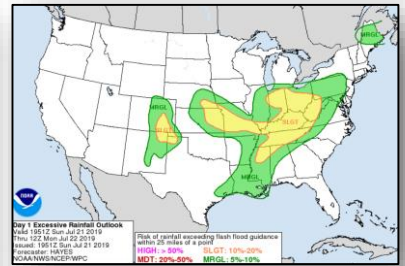 MRGL
MRGL
SLGT
SLGT
MRGL
NOAA
Day 1 Excessive Rainfall Outlook
Valid 1951Z Sun Jul 21 2019
Thru 12Z Mon Jul 22 2019
Issued: 1951Z Sun Jul 21 2019
Forecaster: HAYES
NOAA/NWS/NCEP/WPC
Risk of rainfall exceeding flash flood guidance
within 25 miles of a point
HIGH: > 50% SLGT: 10%-20%
MDT: 20%-50% MRGL: 5%-10%